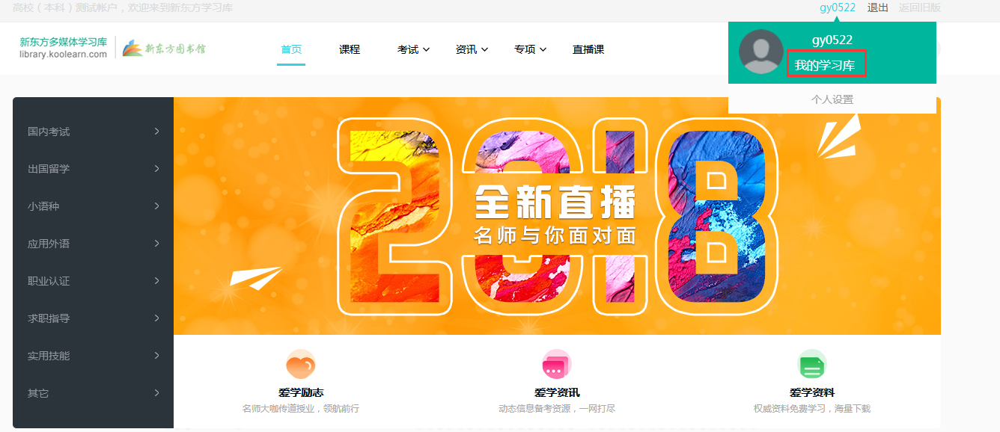 高校（本科）测试帐户，欢迎来到新东方学习库
gy0522 退出 返回旧版
新东方多媒体学习库
library.koolearn.com
新东方图书馆
首页 课程 考试 资讯 专项 直播课
gy0522
我的学习库
个人设置
国内考试
出国留学
小语种
应用外语
职业认证
求职指导
实用技能
其它
2018
全新直播
名师与你面对面
爱学励志
名师大咖传道授业，领航前行
爱学资讯
动态信息备考资源，一网打尽
爱学资料
权威资料免费学习，海量下载